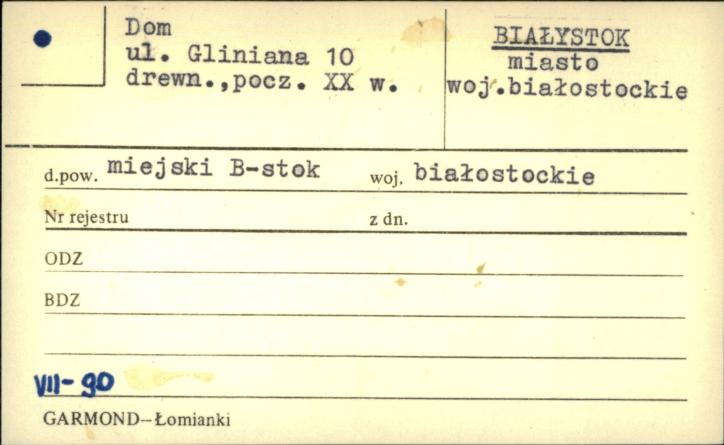 Dom
ul. Gliniana 10
drewn.,pocz. XX w.
BIAŁYSTOK
miasto
woj.białostockie
d.pow. miejski B-stok woj. białostockie
Nr rejestru z dn.
ODZ
BDZ
VII-90
GARMOND-Łomianki